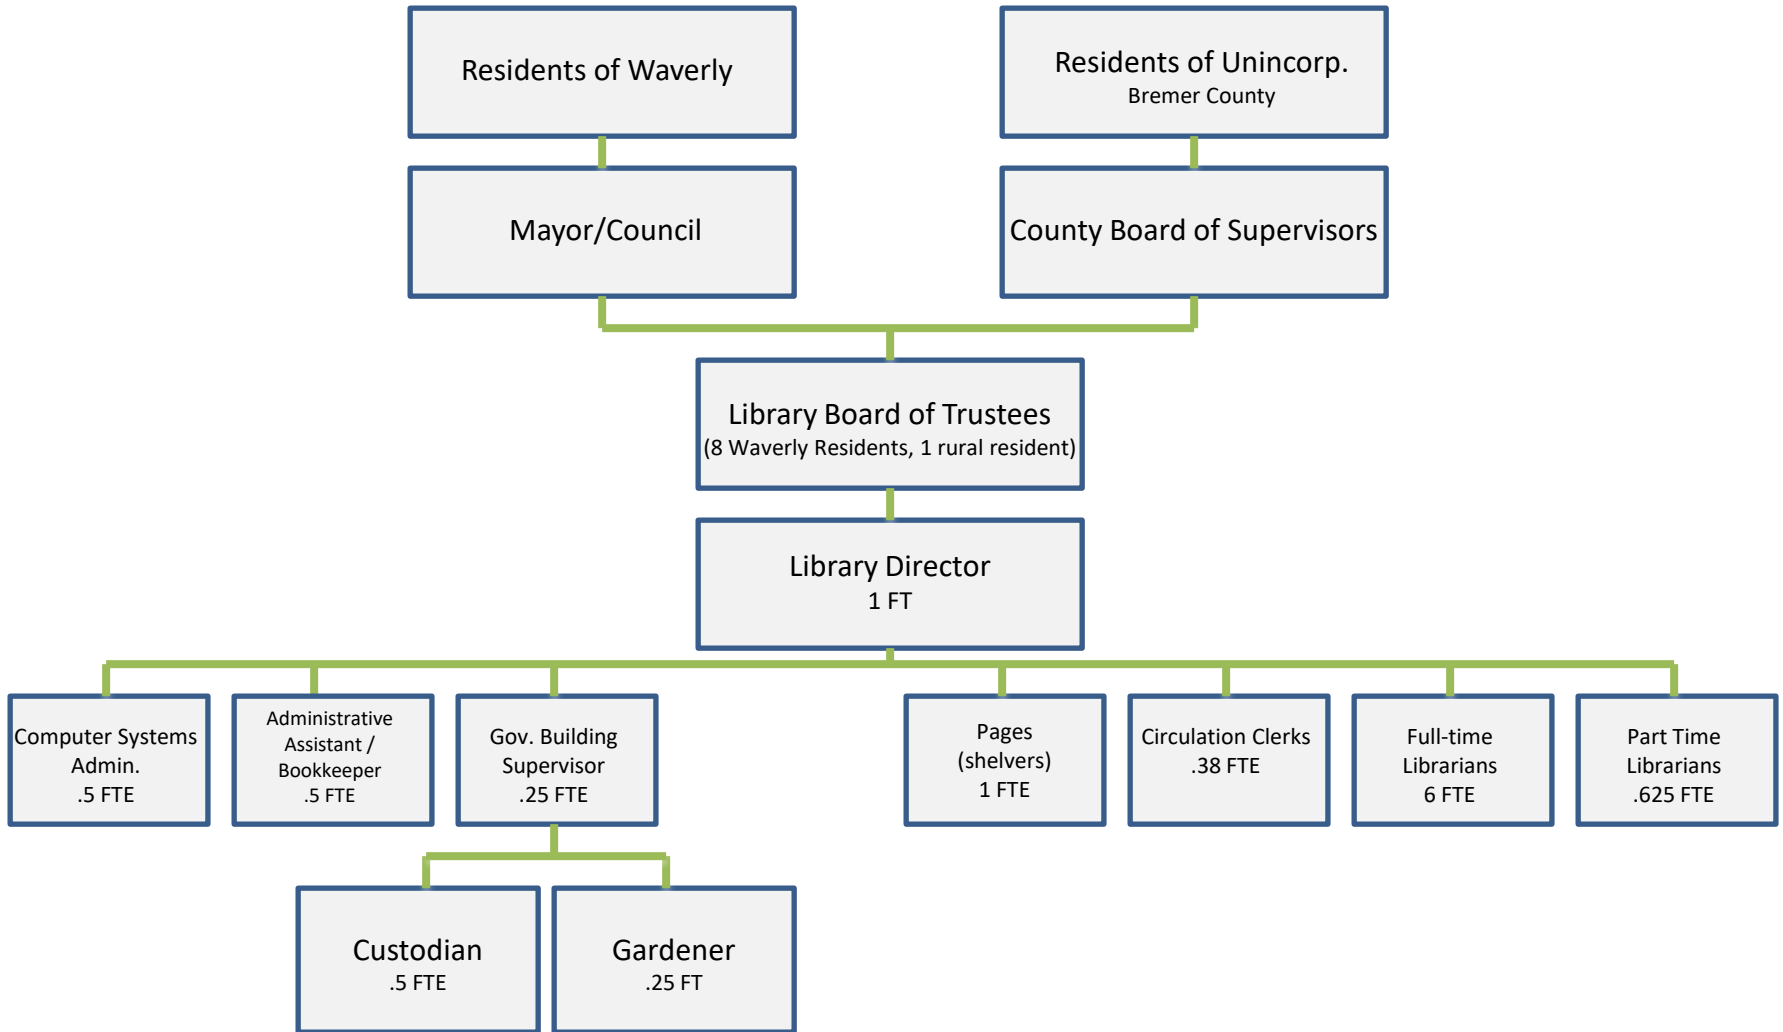 Residents of Waverly
Residents of Unincorp.
Bremer County
Mayor/Council
County Board of Supervisors
Library Board of Trustees
(8 Waverly Residents, 1 rural resident)
Library Director
1 FT
Computer Systems
Admin.
.5 FTE
Administrative
Assistant /
Bookkeeper
.5 FTE
Gov. Building
Supervisor
.25 FTE
Pages
(shelvers)
1 FTE
Circulation Clerks
.38 FTE
Full-time
Librarians
6 FTE
Part Time
Librarians
.625 FTE
Custodian
.5 FTE
Gardener
.25 FT